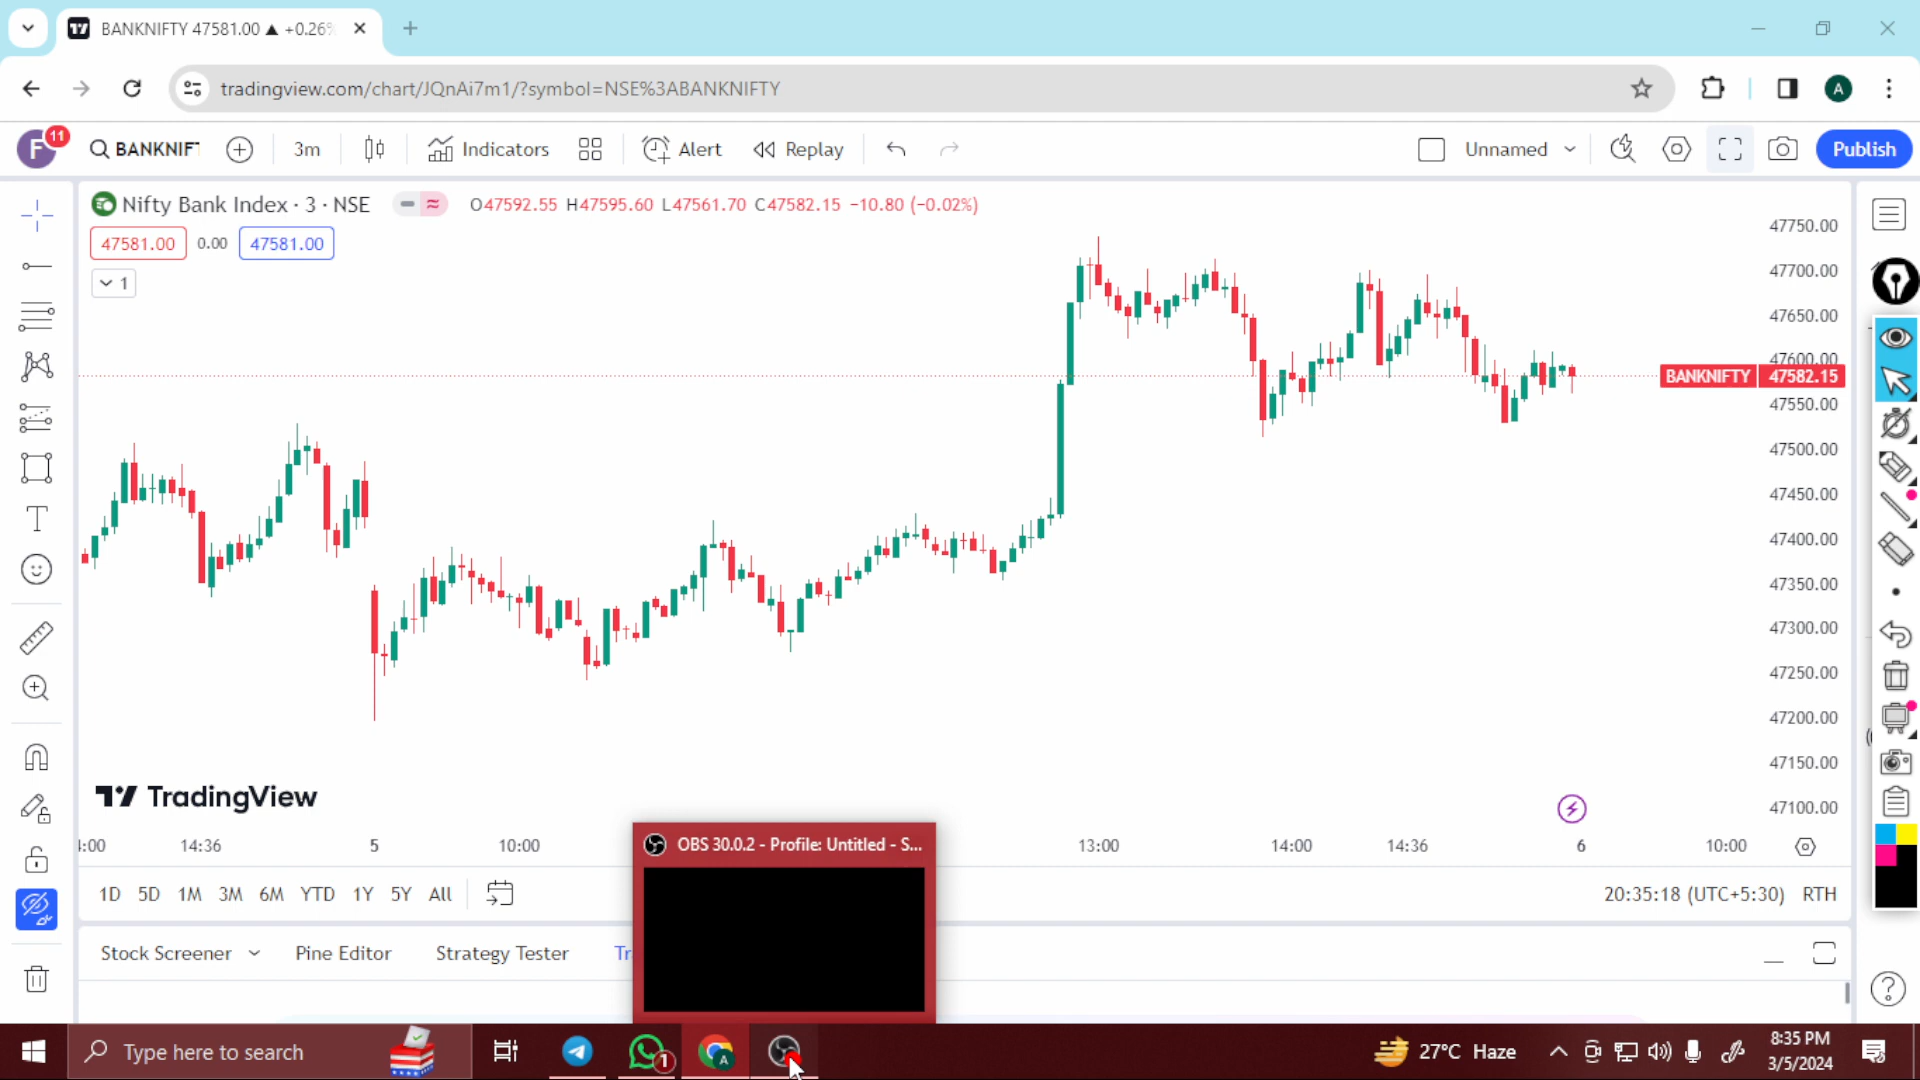 BANKNIFTY 47581.00 ▲ +0.26%
tradingview.com/chart/JQnAi7m1/?symbol=NSE%3ABANKNIFTY
A
F 11
BANKNIFT
3m
Indicators
Alert
Replay
Unnamed
Publish
Nifty Bank Index · 3 · NSE
O47592.55 H47595.60 L47561.70 C47582.15 −10.80 (−0.02%)
47581.00 0.00 47581.00
1
47750.00
47700.00
47650.00
47600.00
BANKNIFTY 47582.15
47550.00
47500.00
47450.00
47400.00
47350.00
47300.00
47250.00
47200.00
47150.00
47100.00
TradingView
14:36 5 10:00 13:00 14:00 14:36 6 10:00
OBS 30.0.2 - Profile: Untitled - S...
1D 5D 1M 3M 6M YTD 1Y 5Y All
20:35:18 (UTC+5:30) RTH
Stock Screener Pine Editor Strategy Tester
Type here to search
1
A
27°C Haze
8:35 PM
3/5/2024